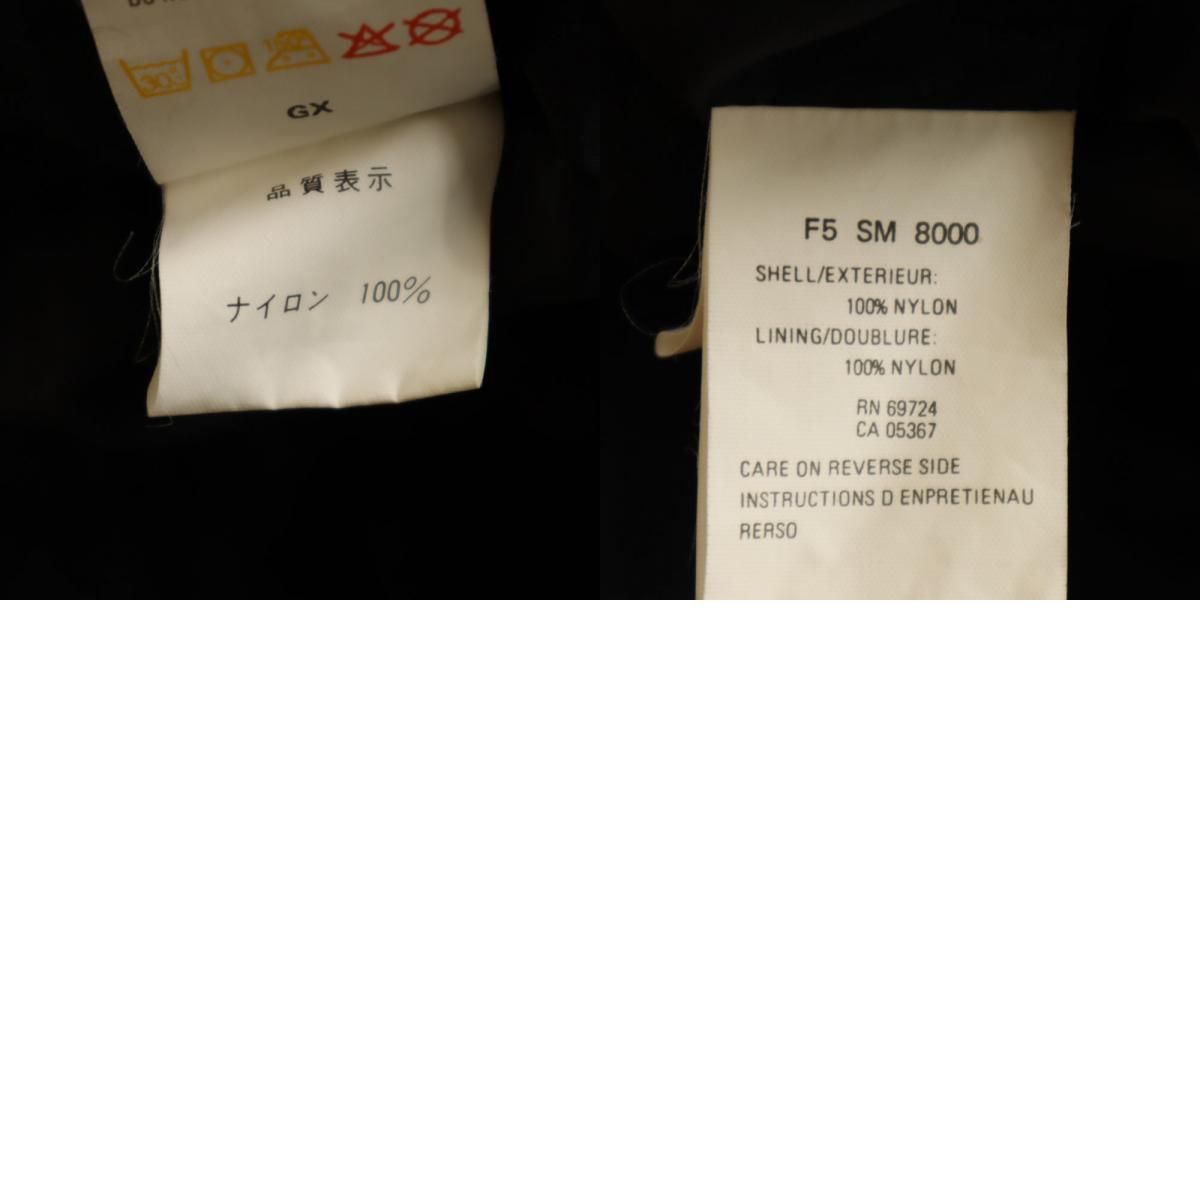 30°
GX
品質表示
ナイロン 100%
F5 SM 8000
SHELL/EXTERIEUR:
100% NYLON
LINING/DOUBLURE:
100% NYLON
RN 69724
CA 05367
CARE ON REVERSE SIDE
INSTRUCTIONS D ENPRETIENAU
RERSO